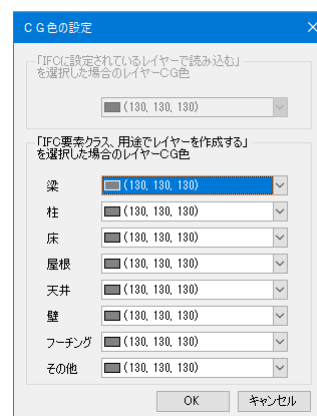 ＣＧ色の設定
「IFCに設定されているレイヤーで読み込む」
を選択した場合のレイヤーCG色
(130, 130, 130)
「IFC要素クラス、用途でレイヤーを作成する」
を選択した場合のレイヤーCG色
梁 (130, 130, 130)
柱 (130, 130, 130)
床 (130, 130, 130)
屋根 (130, 130, 130)
天井 (130, 130, 130)
壁 (130, 130, 130)
フーチング (130, 130, 130)
その他 (130, 130, 130)
OK キャンセル